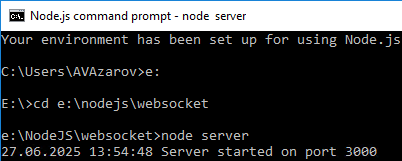 Node.js command prompt - node server
Your environment has been set up for using Node.js
C:\Users\AVAzarov>e:
E:\>cd e:\nodejs\websocket
e:\NodeJS\websocket>node server
27.06.2025 13:54:48 Server started on port 3000